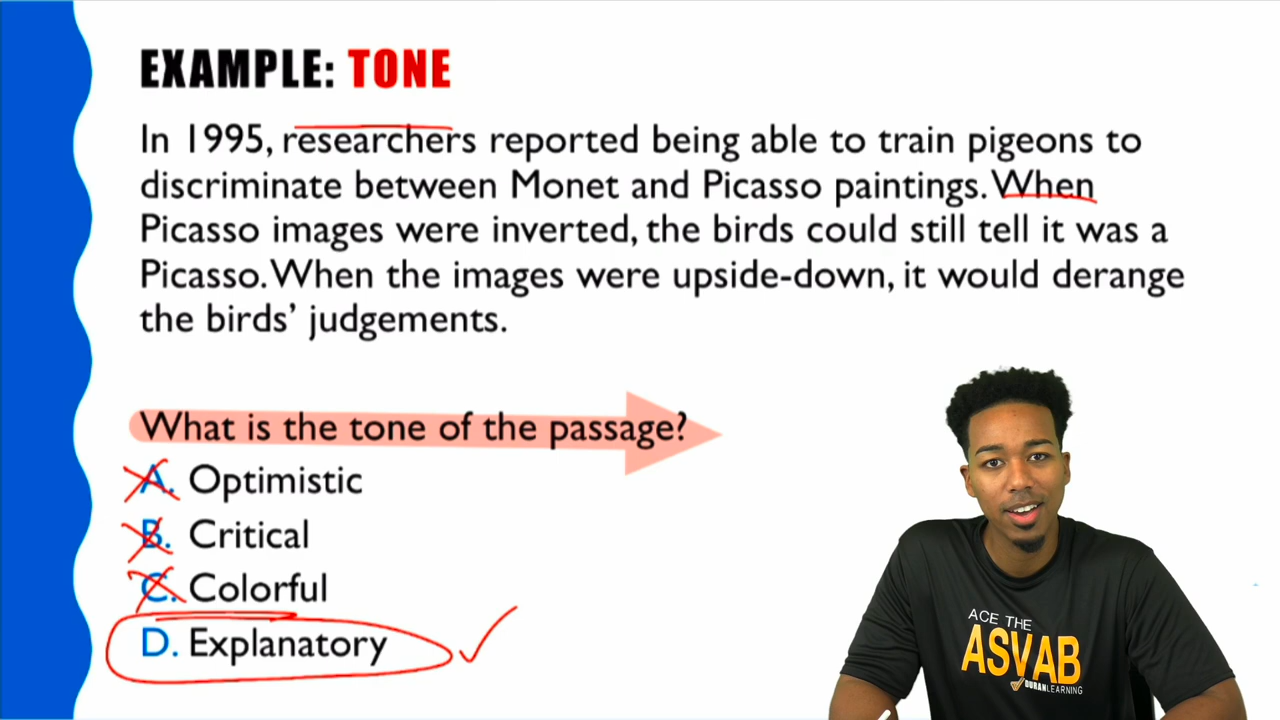 EXAMPLE: TONE
In 1995, researchers reported being able to train pigeons to
discriminate between Monet and Picasso paintings. When
Picasso images were inverted, the birds could still tell it was a
Picasso. When the images were upside-down, it would derange
the birds' judgements.
What is the tone of the passage?
A. Optimistic
B. Critical
C. Colorful
D. Explanatory
ACE THE
ASVAB
DURANLEARNING